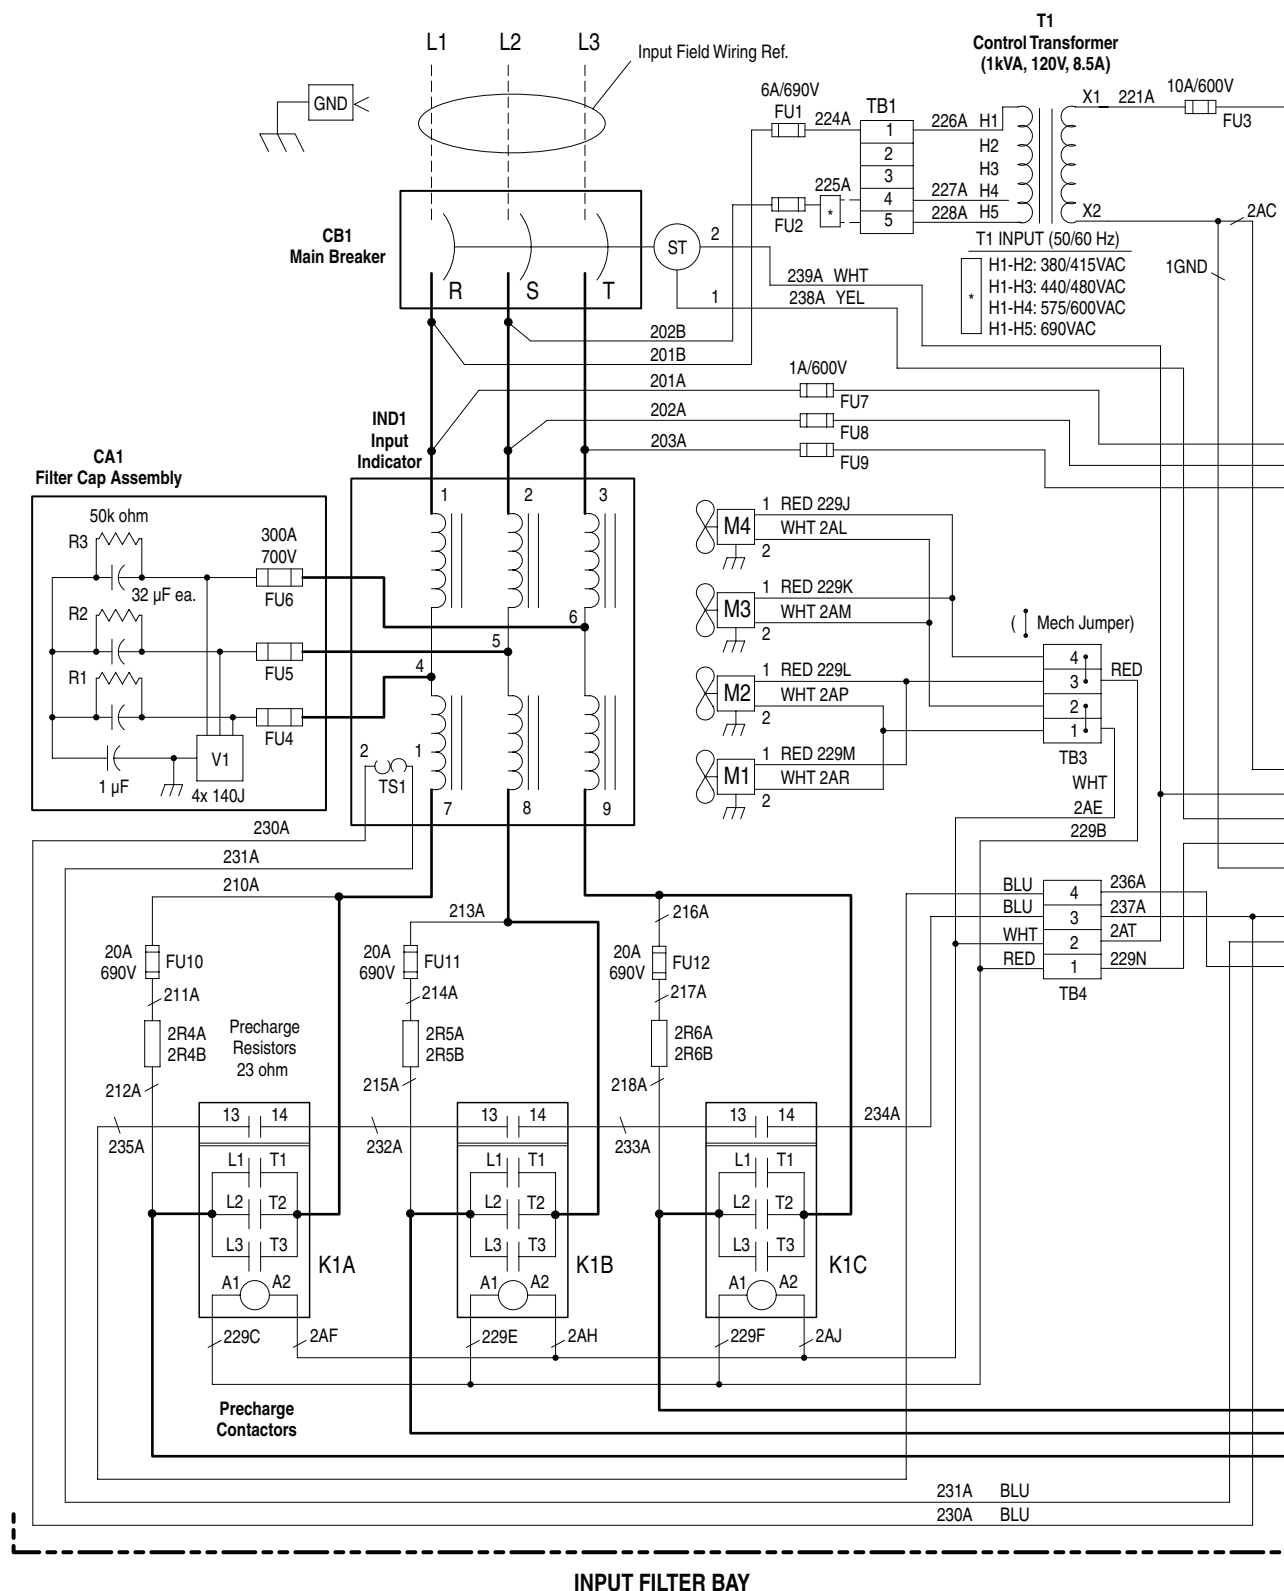 T1
Control Transformer
(1kVA, 120V, 8.5A)
L1 L2 L3
Input Field Wiring Ref.
GND
6A/690V
FU1
224A
TB1
1
2
3
4
5
226A H1
H2
H3
227A H4
228A H5
X1 221A
10A/600V
FU3
X2
2AC
1GND
225A
FU2
*
T1 INPUT (50/60 Hz)
*
H1-H2: 380/415VAC
H1-H3: 440/480VAC
H1-H4: 575/600VAC
H1-H5: 690VAC
CB1
Main Breaker
R S T
ST
2
1
239A WHT
238A YEL
202B
201B
201A
202A
203A
1A/600V
FU7
FU8
FU9
IND1
Input
Indicator
1 2 3
6
5
4
7 8 9
2 1
TS1
CA1
Filter Cap Assembly
50k ohm
R3
32 µF ea.
R2
R1
300A
700V
FU6
FU5
FU4
V1
1 µF
4x 140J
M4
1 RED 229J
WHT 2AL
2
M3
1 RED 229K
WHT 2AM
2
M2
1 RED 229L
WHT 2AP
2
M1
1 RED 229M
WHT 2AR
2
( Mech Jumper)
4
3
2
1
TB3
RED
WHT
2AE
229B
230A
231A
210A
213A
216A
20A
690V
FU10
20A
690V
FU11
20A
690V
FU12
211A
214A
217A
2R4A
2R4B
Precharge
Resistors
23 ohm
2R5A
2R5B
2R6A
2R6B
212A
215A
218A
BLU 4 236A
BLU 3 237A
WHT 2 2AT
RED 1 229N
TB4
235A
13 14
232A
13 14
233A
13 14
234A
L1 T1
L2 T2
L3 T3
K1A
A1 A2
L1 T1
L2 T2
L3 T3
K1B
A1 A2
L1 T1
L2 T2
L3 T3
K1C
A1 A2
229C 2AF
229E 2AH
229F 2AJ
Precharge
Contactors
231A BLU
230A BLU
INPUT FILTER BAY